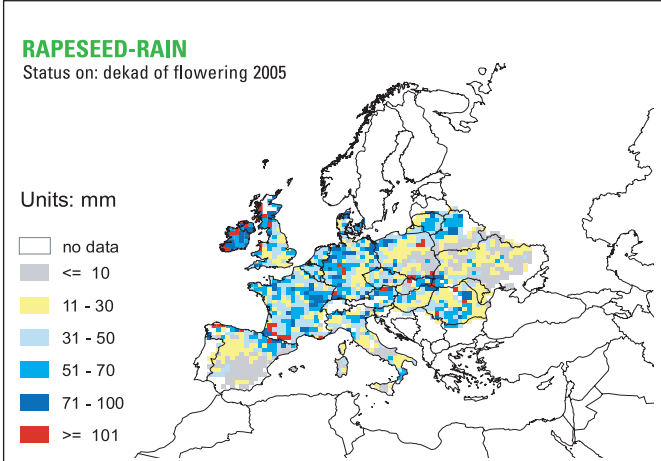 RAPESEED-RAIN
Status on: dekad of flowering 2005
Units: mm
no data
<= 10
11 - 30
31 - 50
51 - 70
71 - 100
>= 101